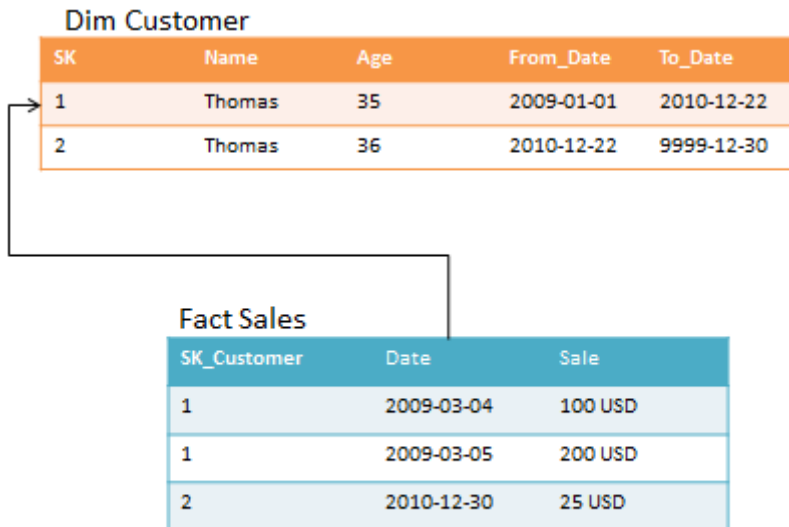 Dim Customer
SK Name Age From_Date To_Date
1 Thomas 35 2009-01-01 2010-12-22
2 Thomas 36 2010-12-22 9999-12-30
Fact Sales
SK_Customer Date Sale
1 2009-03-04 100 USD
1 2009-03-05 200 USD
2 2010-12-30 25 USD